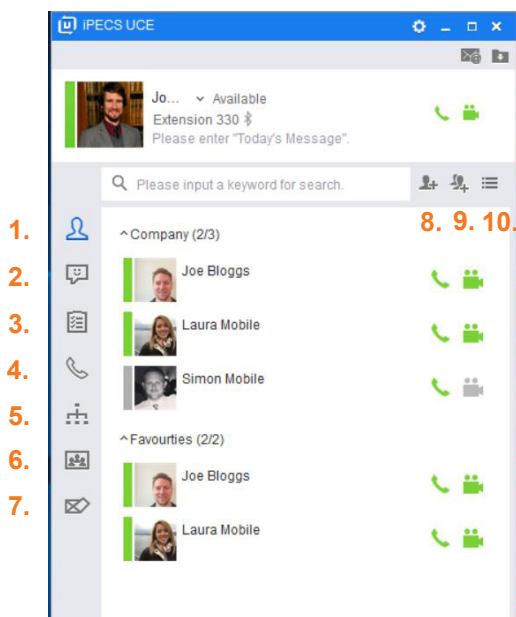 iPECS UCE
Jo... Available
Extension 330
Please enter "Today's Message".
Please input a keyword for search.
8. 9. 10.
1.
Company (2/3)
2.
Joe Bloggs
3.
Laura Mobile
4.
Simon Mobile
5.
6.
Favourties (2/2)
7.
Joe Bloggs
Laura Mobile